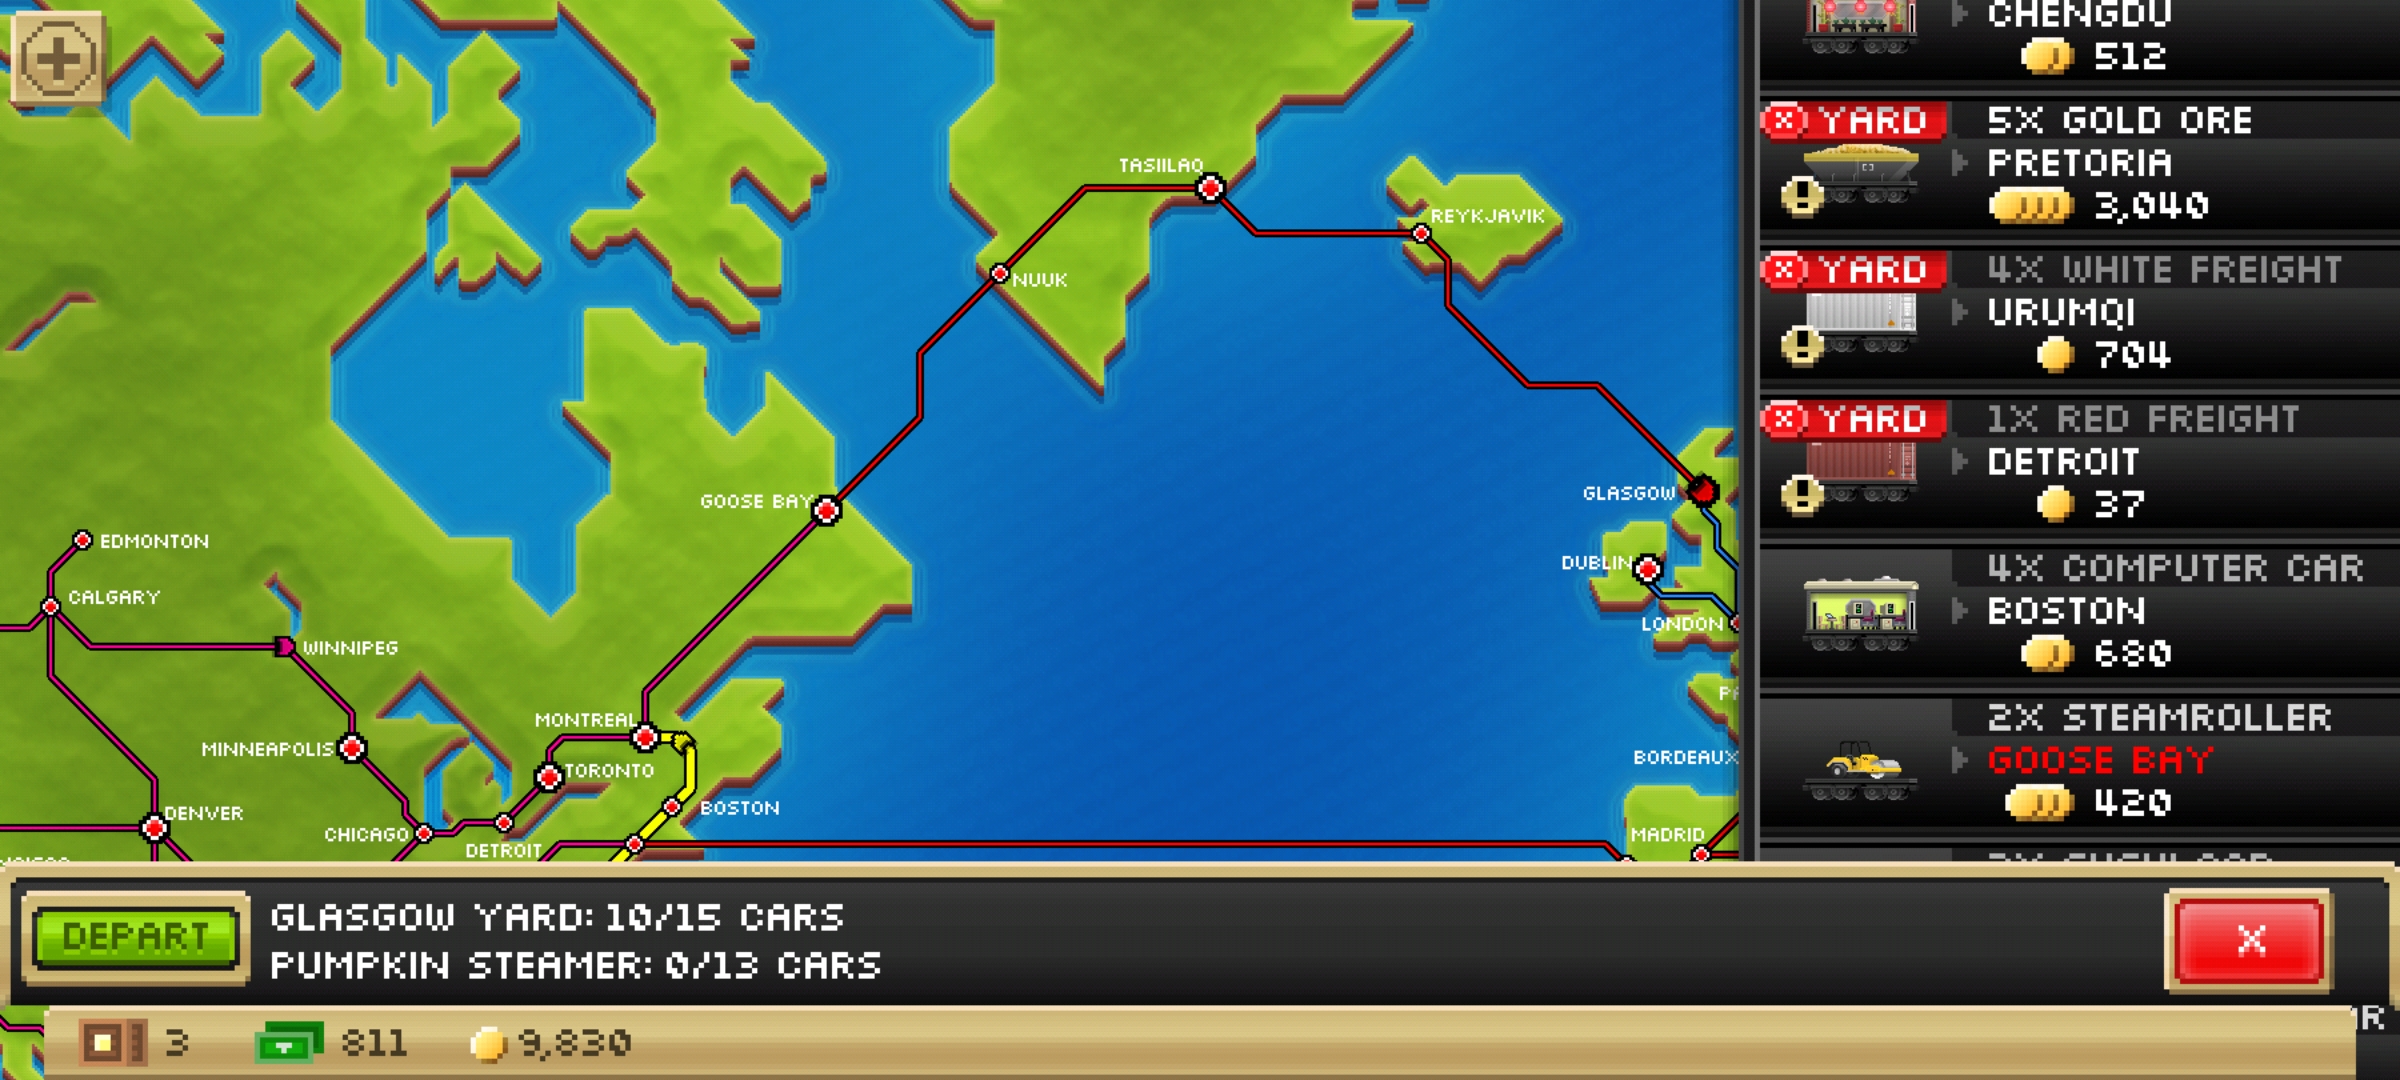 CHENGDU
512
YARD
5X GOLD ORE
PRETORIA
3,040
YARD
4X WHITE FREIGHT
URUMQI
704
YARD
1X RED FREIGHT
DETROIT
37
4X COMPUTER CAR
BOSTON
680
2X STEAMROLLER
GOOSE BAY
420
TASIILAQ
REYKJAVIK
NUUK
GLASGOW
GOOSE BAY
EDMONTON
DUBLIN
CALGARY
LONDON
WINNIPEG
MONTREAL
MINNEAPOLIS
TORONTO
BORDEAUX
BOSTON
DENVER
CHICAGO
MADRID
DETROIT
DEPART
GLASGOW YARD: 10/15 CARS
PUMPKIN STEAMER: 0/13 CARS
X
3
811
9,830